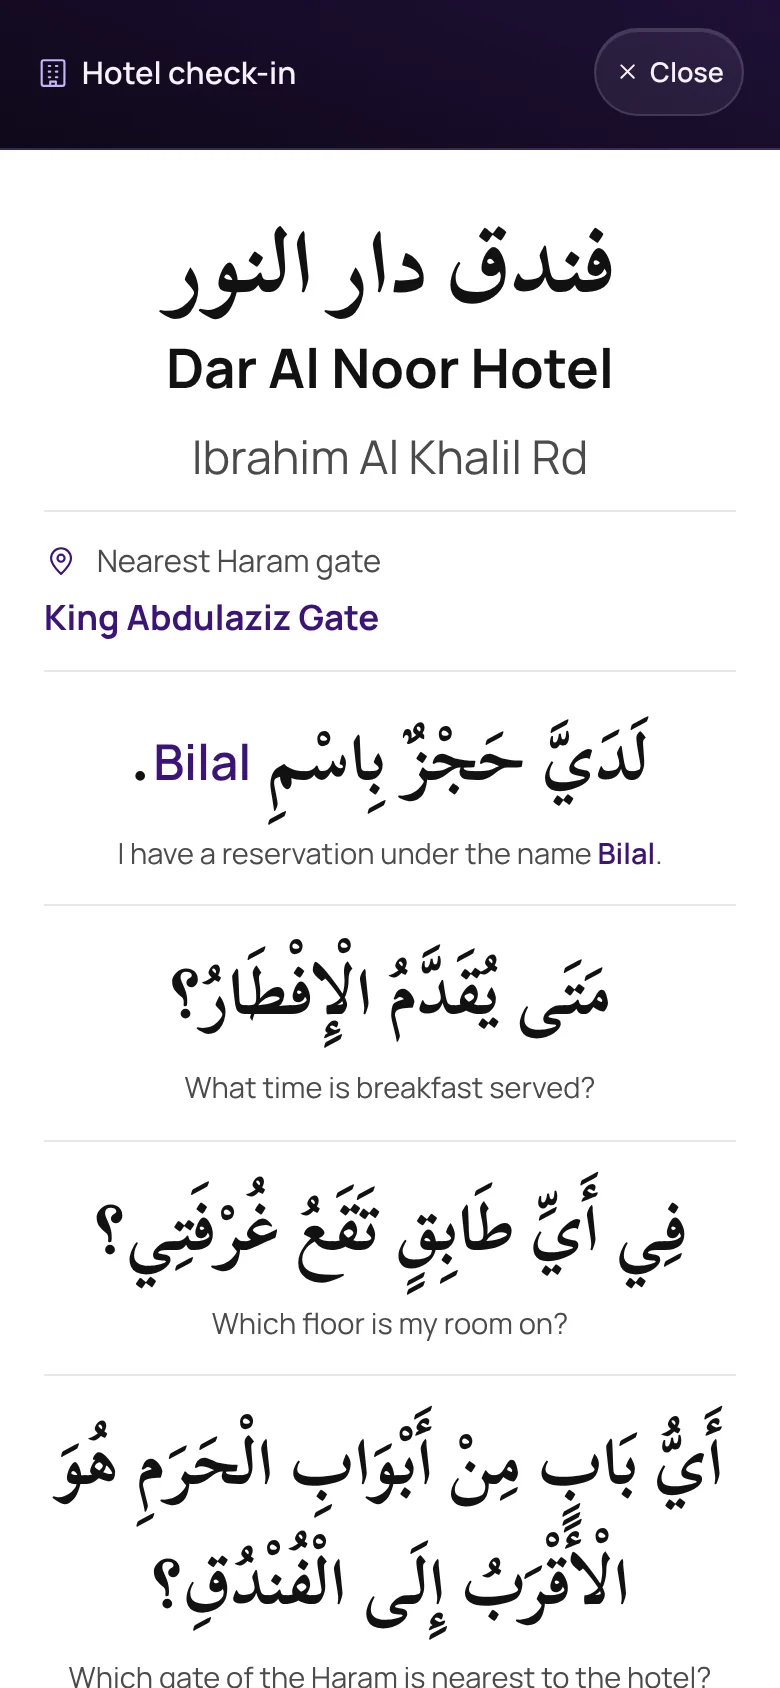 Hotel check-in
Close
فندق دار النور
Dar Al Noor Hotel
Ibrahim Al Khalil Rd
Nearest Haram gate
King Abdulaziz Gate
لَدَيَّ حَجْزٌ بِاسْمِ Bilal.
I have a reservation under the name Bilal.
مَتَى يُقَدَّمُ الْإِفْطَارُ؟
What time is breakfast served?
فِي أَيِّ طَابِقٍ تَقَعُ غُرْفَتِي؟
Which floor is my room on?
أَيُّ بَابٍ مِنْ أَبْوَابِ الْحَرَمِ هُوَ
الْأَقْرَبُ إِلَى الْفُنْدُقِ؟
Which gate of the Haram is nearest to the hotel?